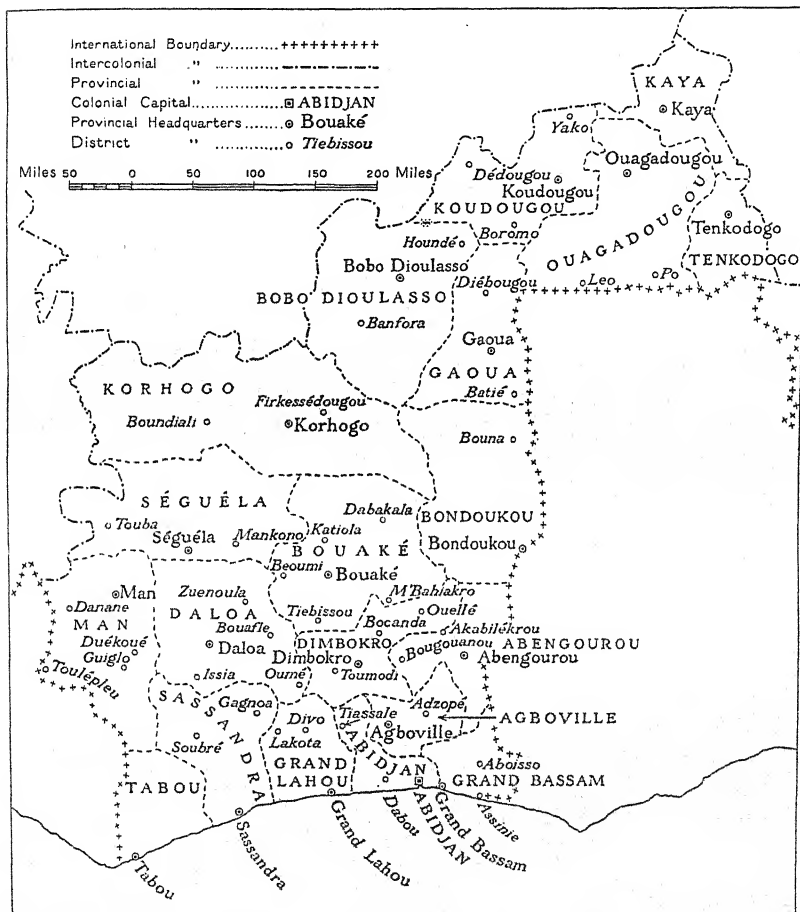 International Boundary..........++++++++++
Intercolonial " ..............
Provincial " ..............
Colonial Capital................ABIDJAN
Provincial Headquarters.......Bouaké
District " ..............Tiebissou
Miles 50 0 50 100 150 200 Miles
KAYA
Kaya
Yako
Ouagadougou
Dédougou
Koudougou
KOUDOUGOU
OUAGADOUGOU
Tenkodogo
TENKODOGO
Boromo
Houndé
Bobo Dioulasso
Diébougou
Leo
Po
BOBO DIOULASSO
Banfora
Gaoua
GAOUA
Batié
KORHOGO
Firkessédougou
Boundiali
Korhogo
Bouna
SÉGUÉLA
Dabakala
BONDOUKOU
Touba
Séguéla
Mankono
Katiola
BOUAKÉ
Bondoukou
Beoumi
Bouaké
Man
Zuenoula
M'Bahiakro
Danane
MAN
DALOA
Tiebissou
Ouellé
Bouafle
Bocanda
Akabilékrou
Duékoué
Daloa
DIMBOKRO
Bougouanou
ABENGOUROU
Guiglo
Dimbokro
Abengourou
Toulépleu
Issia
Oumé
Toumodi
SASSANDRA
Gagnoa
Divo
Tiassale
Adzopé
AGBOVILLE
Agboville
Soubré
Lakota
ABIDJAN
Aboisso
TABOU
GRAND
LAHOU
GRAND BASSAM
Tabou
Sassandra
Grand Lahou
Dabou
ABIDJAN
Grand Bassam
Assinie